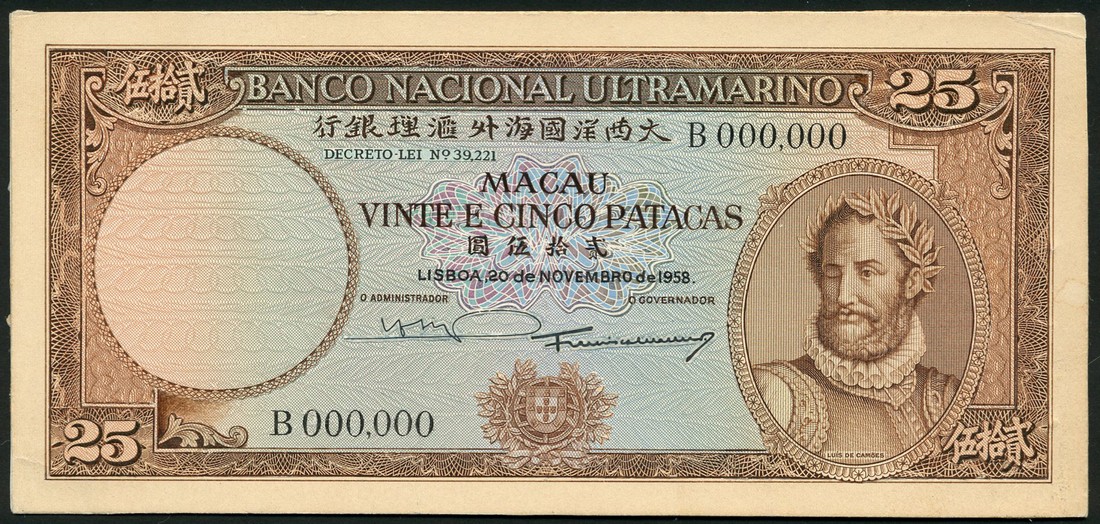 貳拾伍
BANCO NACIONAL ULTRAMARINO
25
大西洋國海外滙理銀行
B 000,000
DECRETO-LEI Nº 39,221
MACAU
VINTE E CINCO PATACAS
貳拾伍圓
LISBOA, 20 de NOVEMBRO de 1958.
O ADMINISTRADOR
O GOVERNADOR
B 000,000
25
LUIS DE CAMÕES
貳拾伍